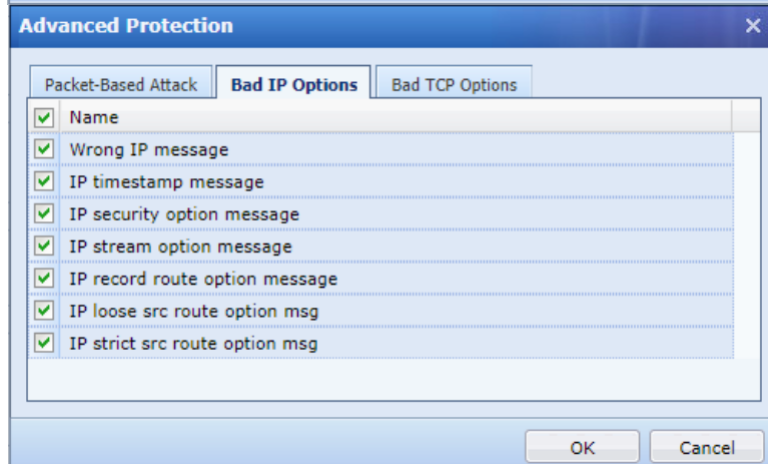 Advanced Protection
Packet-Based Attack Bad IP Options Bad TCP Options
Name
Wrong IP message
IP timestamp message
IP security option message
IP stream option message
IP record route option message
IP loose src route option msg
IP strict src route option msg
OK Cancel